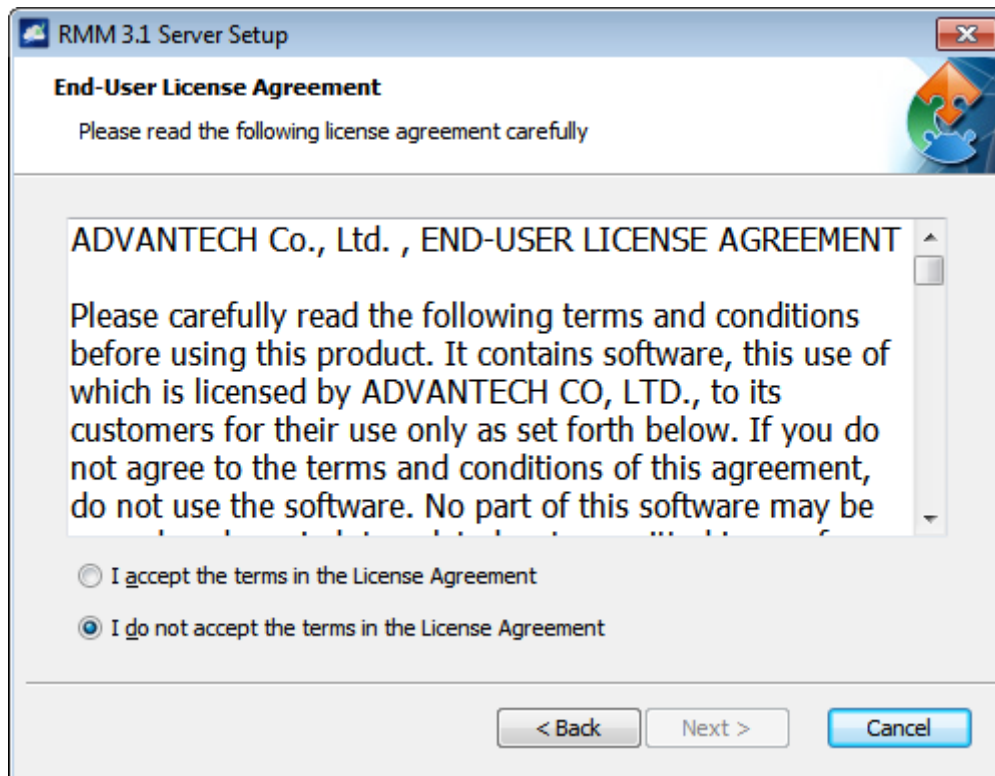 RMM 3.1 Server Setup
End-User License Agreement
Please read the following license agreement carefully
ADVANTECH Co., Ltd. , END-USER LICENSE AGREEMENT
Please carefully read the following terms and conditions
before using this product. It contains software, this use of
which is licensed by ADVANTECH CO, LTD., to its
customers for their use only as set forth below. If you do
not agree to the terms and conditions of this agreement,
do not use the software. No part of this software may be
I accept the terms in the License Agreement
I do not accept the terms in the License Agreement
< Back Next > Cancel